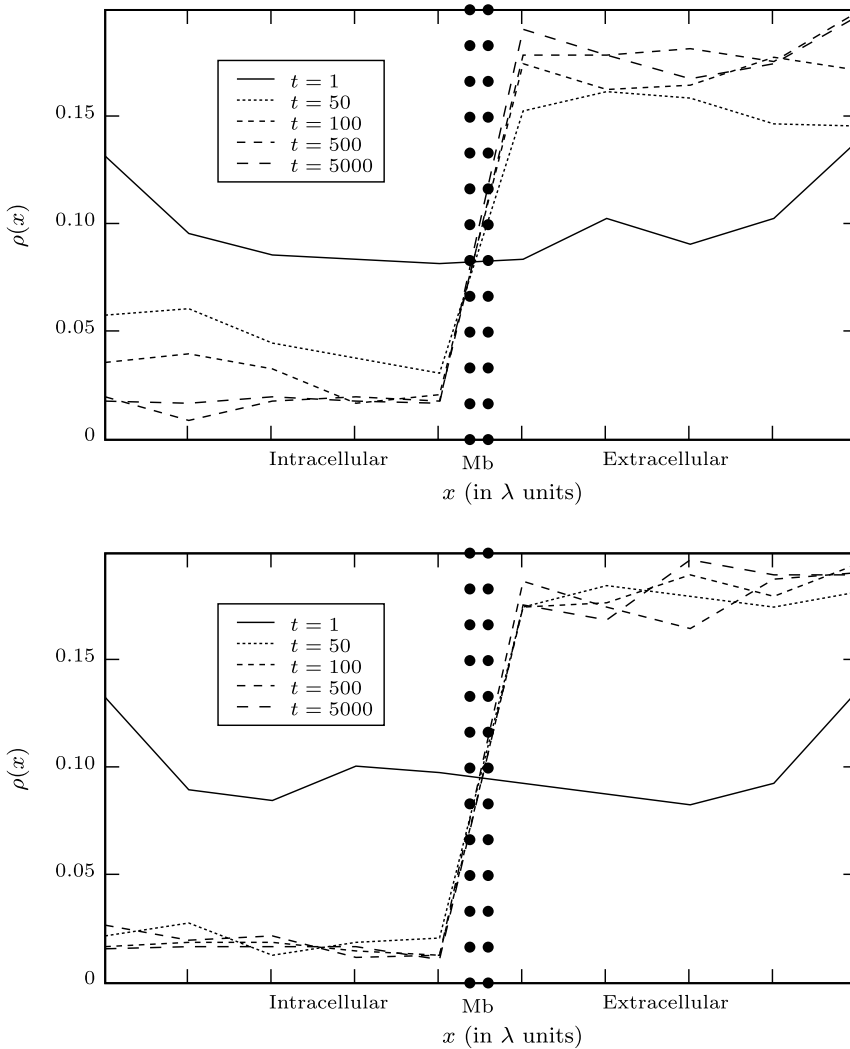 t = 1
t = 50
0.15
t = 100
t = 500
t = 5000
ρ(x)
0.10
0.05
0
Intracellular
Mb
Extracellular
x (in λ units)
t = 1
t = 50
0.15
t = 100
t = 500
t = 5000
ρ(x)
0.10
0.05
0
Intracellular
Mb
Extracellular
x (in λ units)